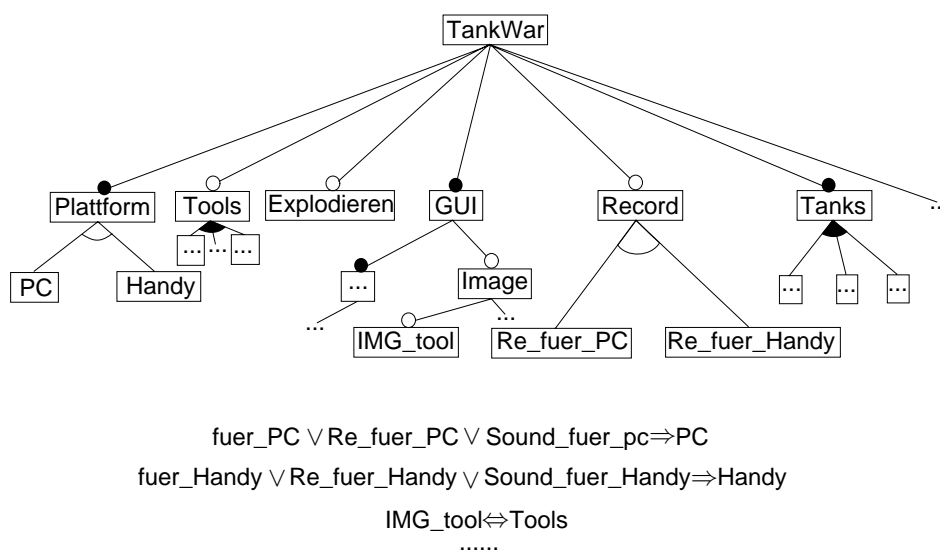 TankWar
Plattform Tools Explodieren GUI Record Tanks ...
... ... ...
PC Handy ... Image ... ... ...
... ...
IMG_tool Re_fuer_PC Re_fuer_Handy
fuer_PC ∨ Re_fuer_PC ∨ Sound_fuer_pc⇒PC
fuer_Handy ∨ Re_fuer_Handy ∨ Sound_fuer_Handy⇒Handy
IMG_tool⇔Tools
......